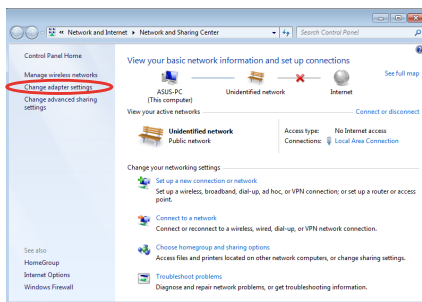 « Network and Internet ▸ Network and Sharing Center
Search Control Panel
Control Panel Home
Manage wireless networks
Change adapter settings
Change advanced sharing
settings
See also
HomeGroup
Internet Options
Windows Firewall
View your basic network information and set up connections
See full map
ASUS-PC
(This computer)
Unidentified network
Internet
View your active networks
Connect or disconnect
Unidentified network
Public network
Access type: No Internet access
Connections: Local Area Connection
Change your networking settings
Set up a new connection or network
Set up a wireless, broadband, dial-up, ad hoc, or VPN connection; or set up a router or access
point.
Connect to a network
Connect or reconnect to a wireless, wired, dial-up, or VPN network connection.
Choose homegroup and sharing options
Access files and printers located on other network computers, or change sharing settings.
Troubleshoot problems
Diagnose and repair network problems, or get troubleshooting information.